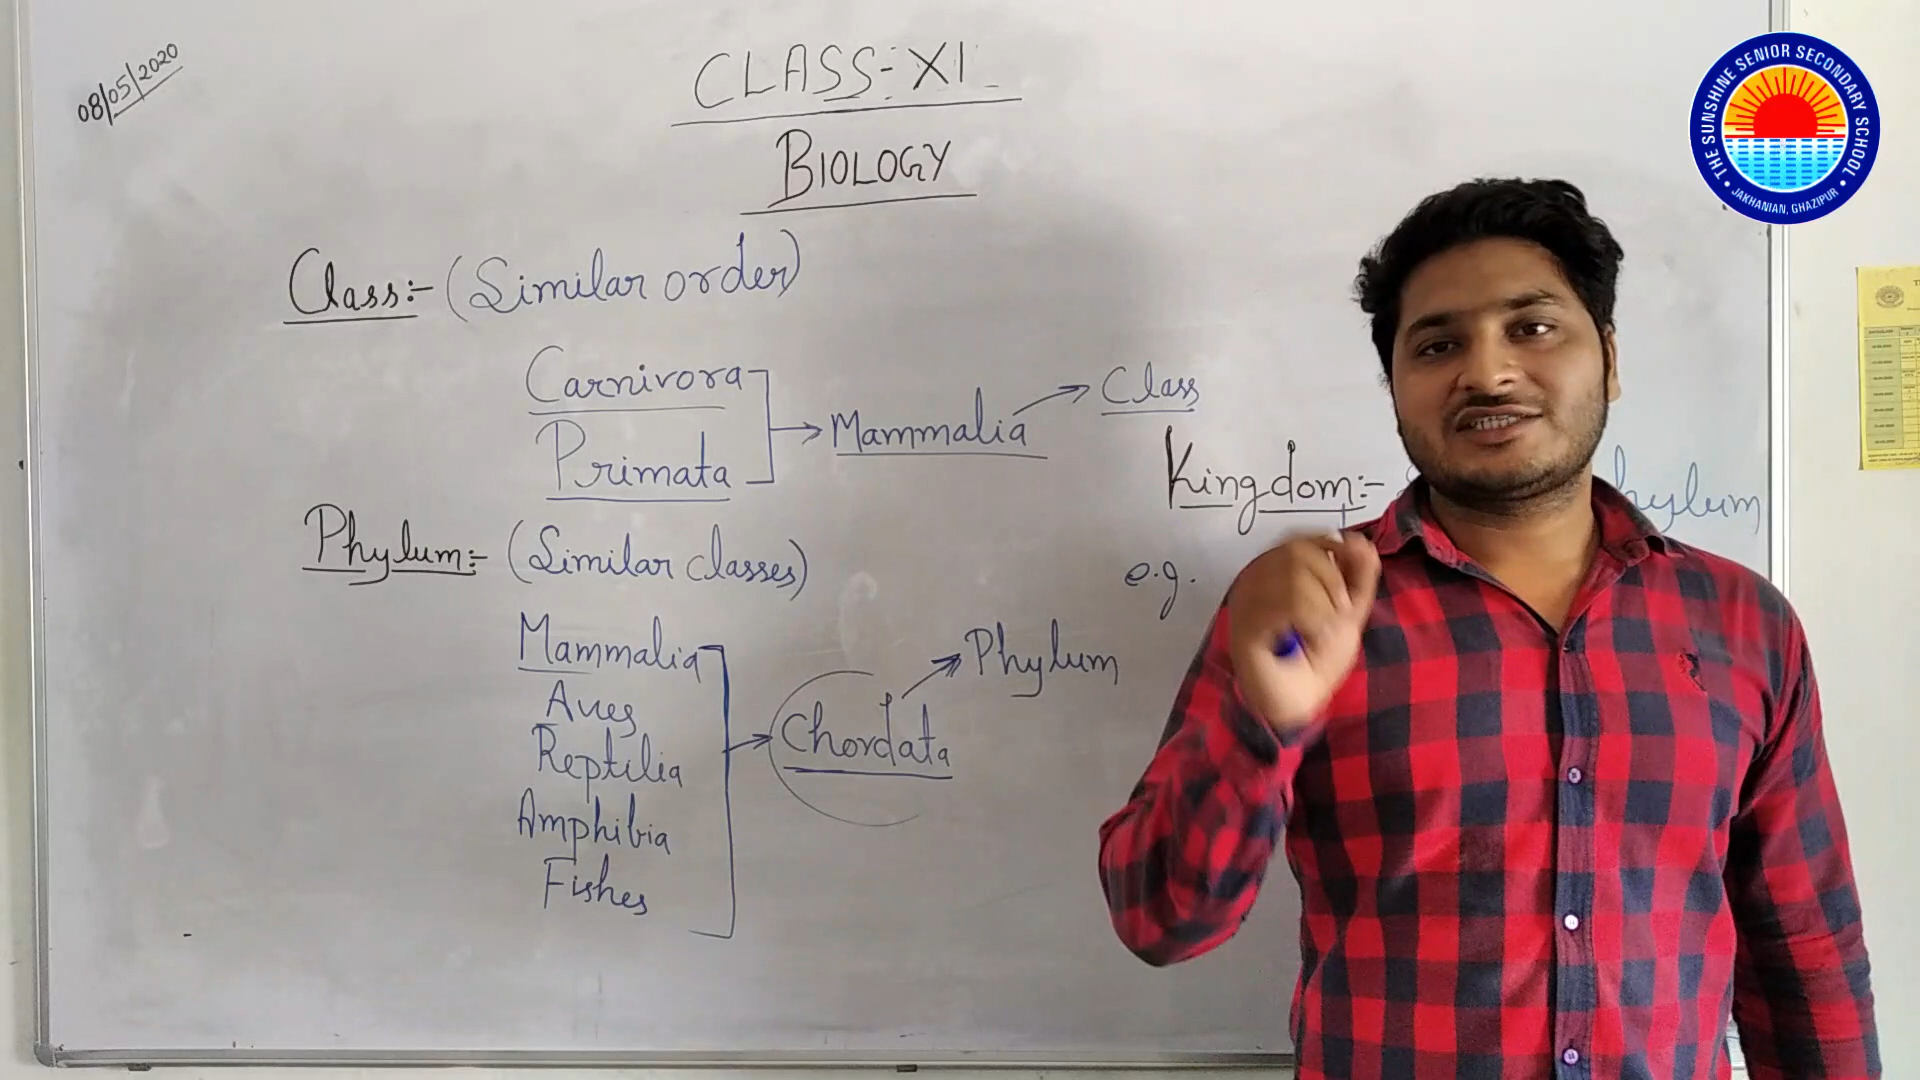 08/05/2020
CLASS:- XI
BIOLOGY
Class:- (Similar order)
Carnivora
Primata
Mammalia
Class
Phylum:- (Similar classes)
Mammalia
Aves
Reptilia
Amphibia
Fishes
Chordata
Phylum
Kingdom:-
e.g.
THE SUNSHINE SENIOR SECONDARY SCHOOL
JAKHANIAN, GHAZIPUR